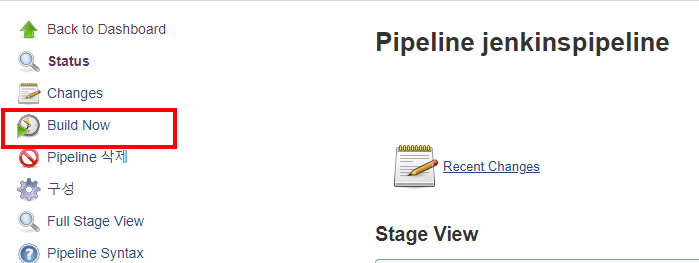 Back to Dashboard
Status
Changes
Build Now
Pipeline 삭제
구성
Full Stage View
Pipeline Syntax
Pipeline jenkinspipeline
Recent Changes
Stage View